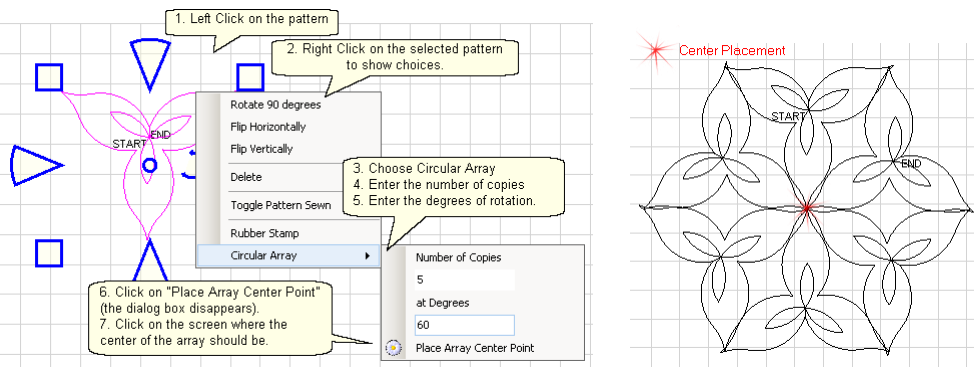 1. Left Click on the pattern
2. Right Click on the selected pattern
to show choices.
START
END
Rotate 90 degrees
Flip Horizontally
Flip Vertically
Delete
Toggle Pattern Sewn
Rubber Stamp
Circular Array
3. Choose Circular Array
4. Enter the number of copies
5. Enter the degrees of rotation.
Number of Copies
5
at Degrees
60
Place Array Center Point
6. Click on "Place Array Center Point"
(the dialog box disappears).
7. Click on the screen where the
center of the array should be.
Center Placement
START
END